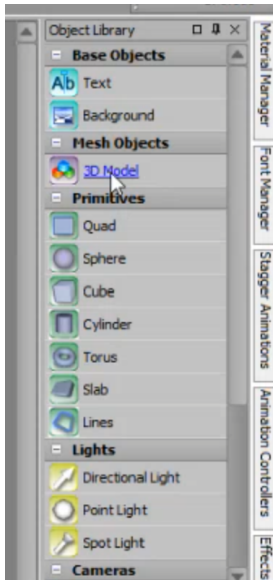 Object Library
Base Objects
Ab Text
Background
Mesh Objects
3D Model
Primitives
Quad
Sphere
Cube
Cylinder
Torus
Slab
Lines
Lights
Directional Light
Point Light
Spot Light
Cameras
Material Manager
Font Manager
Stagger Animations
Animation Controllers
Effects